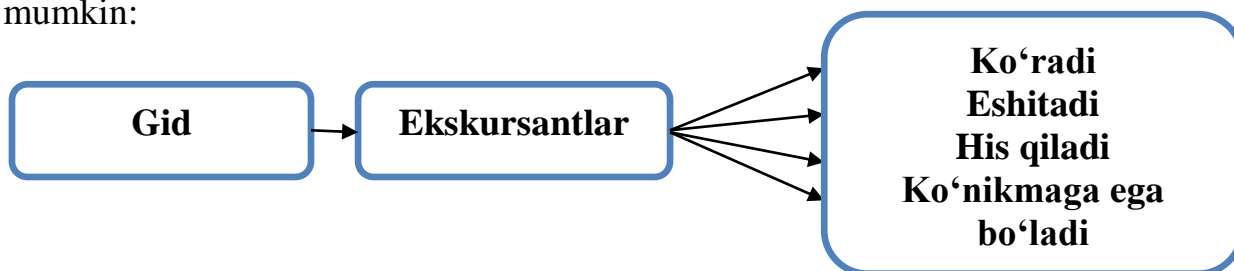 mumkin:
Gid
Ekskursantlar
Ko‘radi
Eshitadi
His qiladi
Ko‘nikmaga ega
bo‘ladi